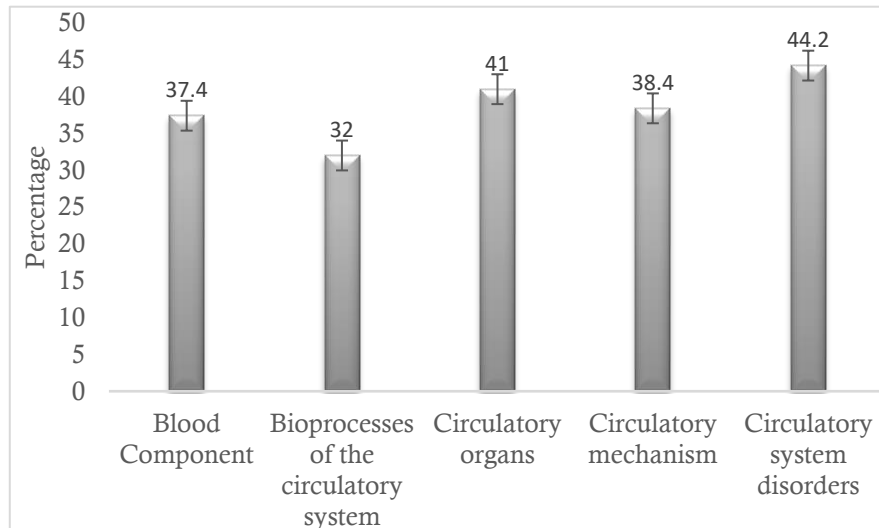 50
45
40
35
30
25
20
15
10
5
0
Percentage
37.4
32
41
38.4
44.2
Blood
Component
Bioprocesses
of the
circulatory
system
Circulatory
organs
Circulatory
mechanism
Circulatory
system
disorders